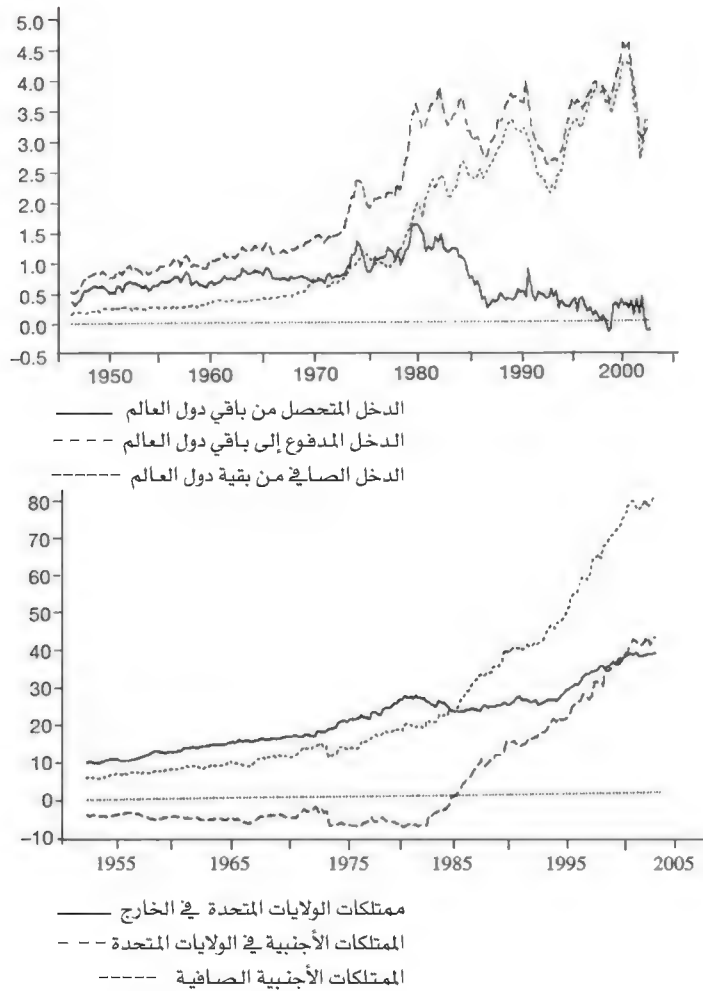 5.0
4.5
4.0
3.5
3.0
2.5
2.0
1.5
1.0
0.5
0.0
–0.5
1950 1960 1970 1980 1990 2000
الدخل المتحصل من باقي دول العالم
الدخل المدفوع إلى باقي دول العالم
الدخل الصافي من بقية دول العالم
80
70
60
50
40
30
20
10
0
–10
1955 1965 1975 1985 1995 2005
ممتلكات الولايات المتحدة في الخارج
الممتلكات الأجنبية في الولايات المتحدة
الممتلكات الأجنبية الصافية